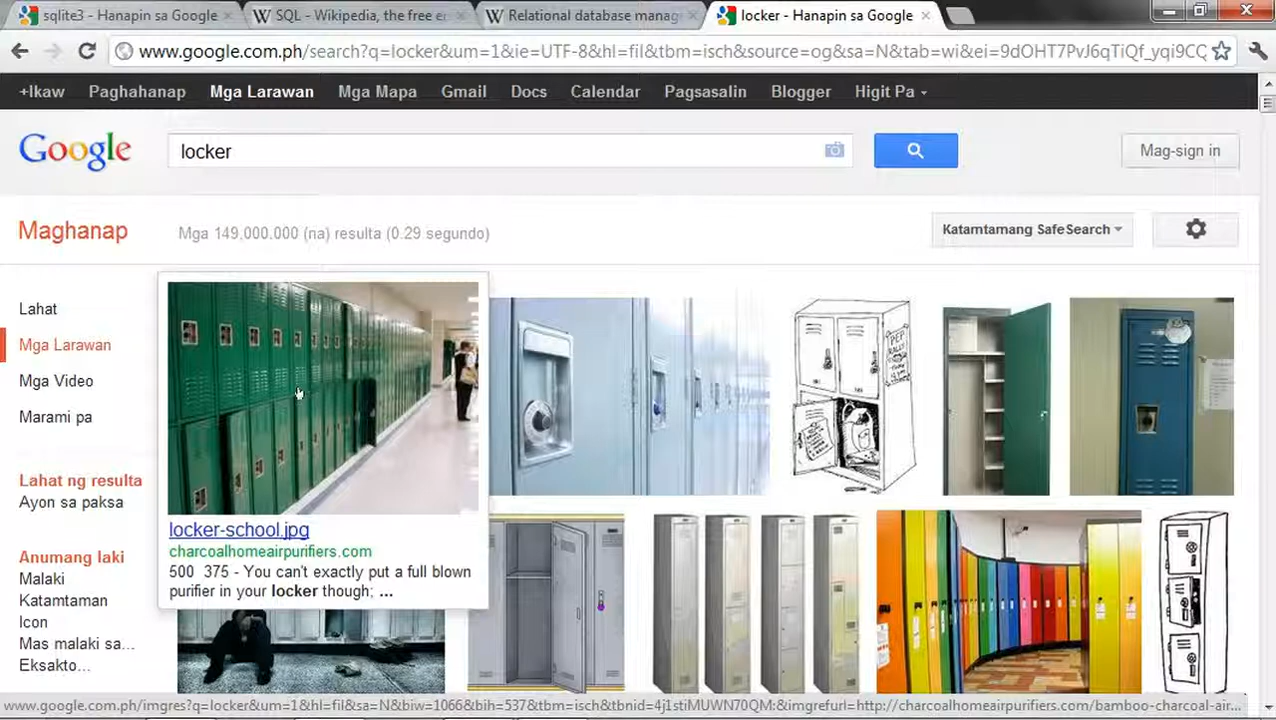 sqlite3 - Hanapin sa Google
SQL - Wikipedia, the free er
Relational database manag
locker - Hanapin sa Google
www.google.com.ph/search?q=locker&um=1&ie=UTF-8&hl=fil&tbm=isch&source=og&sa=N&tab=wi&ei=9dOHT7PvJ6qTiQf_yqi9CQ
+Ikaw Paghahanap Mga Larawan Mga Mapa Gmail Docs Calendar Pagsasalin Blogger Higit Pa
Google
locker
Mag-sign in
Maghanap
Mga 149,000.000 (na) resulta (0.29 segundo)
Katamtamang SafeSearch
Lahat
Mga Larawan
Mga Video
Marami pa
Lahat ng resulta
Ayon sa paksa
Anumang laki
Malaki
Katamtaman
Icon
Mas malaki sa...
Eksakto...
locker-school.jpg
charcoalhomeairpurifiers.com
500 375 - You can't exactly put a full blown
purifier in your locker though; ...
PEP
RALLY
www.google.com.ph/imgres?q=locker&um=1&hl=fil&sa=N&biw=1066&bih=537&tbm=isch&tbnid=4j1stiMUWN70QM:&imgrefurl=http://charcoalhomeairpurifiers.com/bamboo-charcoal-air...